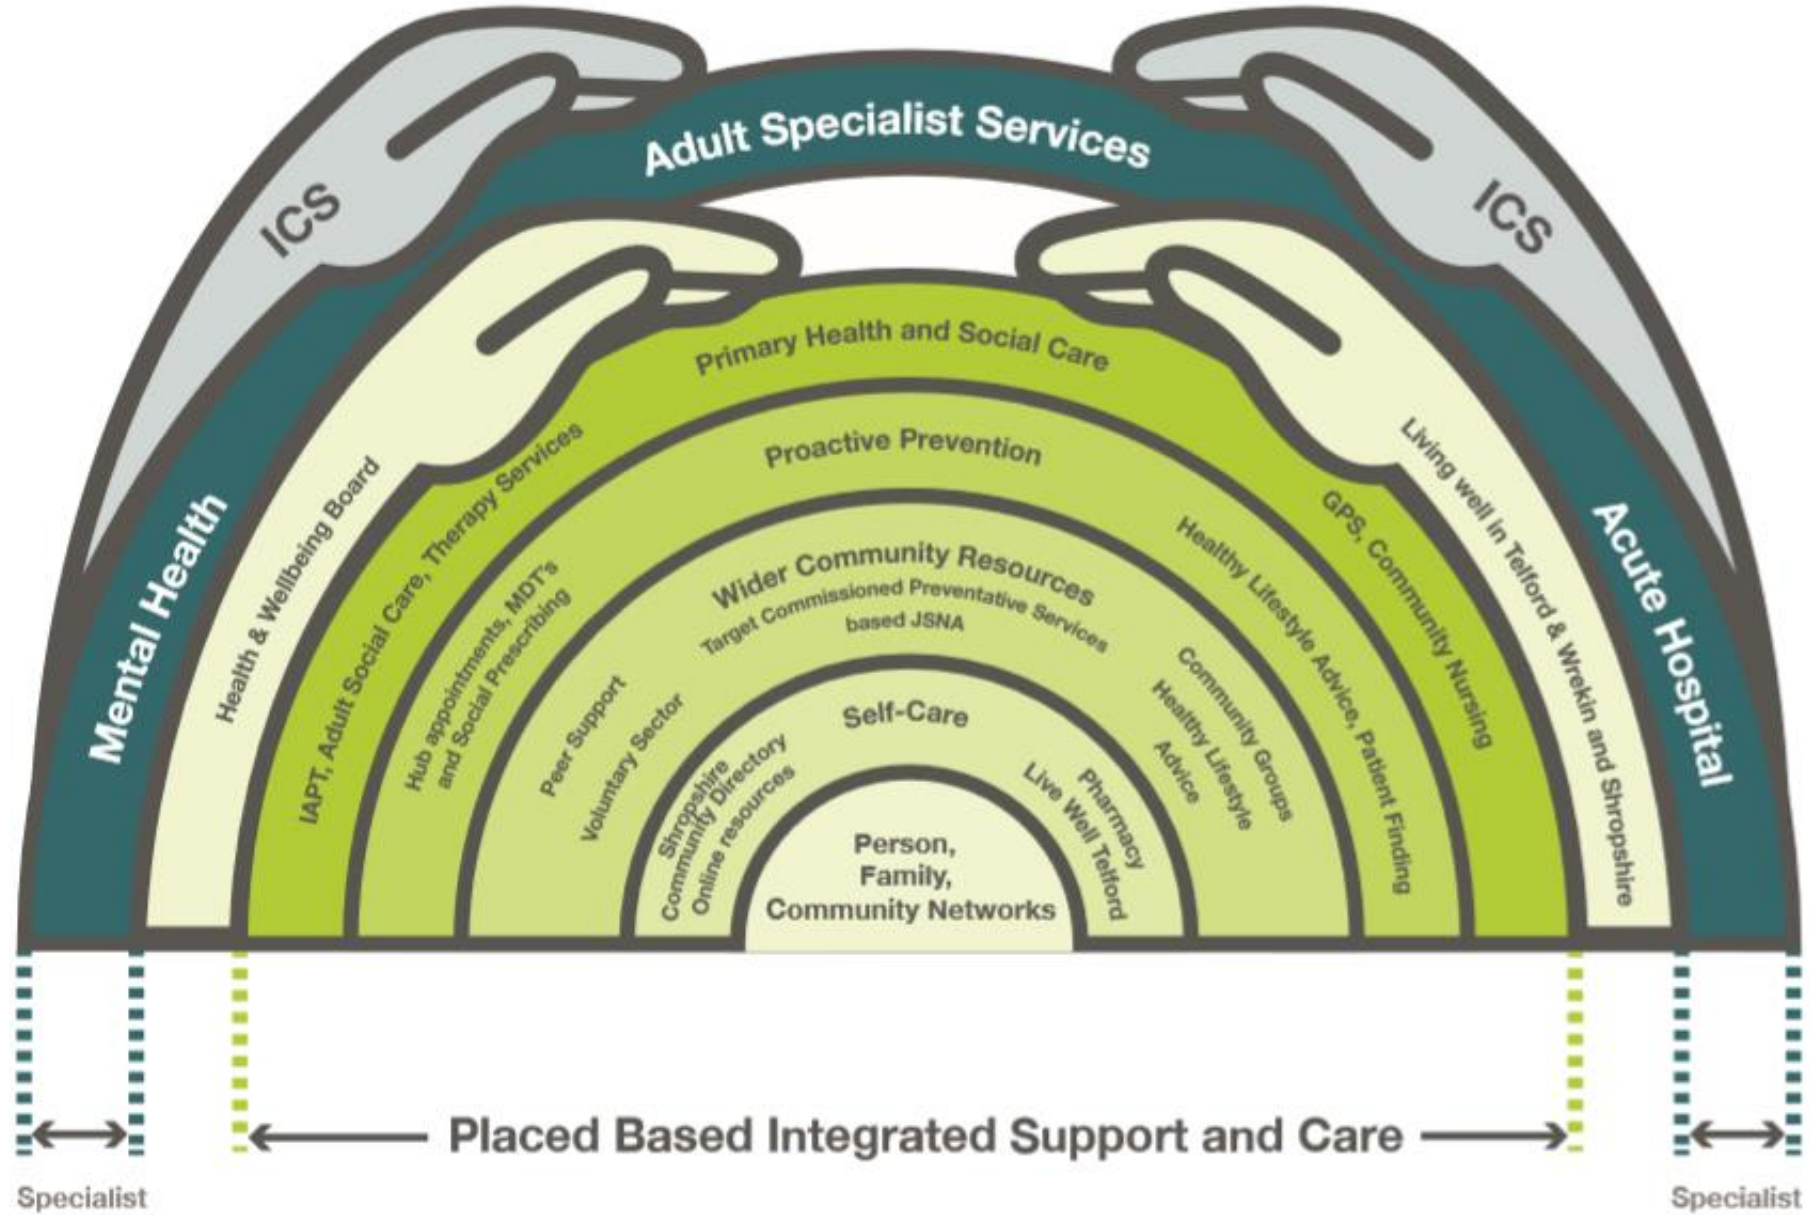 Adult Specialist Services
ICS
ICS
Mental Health
Acute Hospital
Health & Wellbeing Board
Living well in Telford & Wrekin and Shropshire
Primary Health and Social Care
IAPT, Adult Social Care, Therapy Services
GPS, Community Nursing
Proactive Prevention
Hub appointments, MDT's
and Social Prescribing
Healthy Lifestyle Advice, Patient Finding
Wider Community Resources
Target Commissioned Preventative Services
based JSNA
Peer Support
Voluntary Sector
Community Groups
Healthy Lifestyle
Advice
Self-Care
Shropshire
Community Directory
Online resources
Pharmacy
Live Well Telford
Person,
Family,
Community Networks
Placed Based Integrated Support and Care
Specialist
Specialist